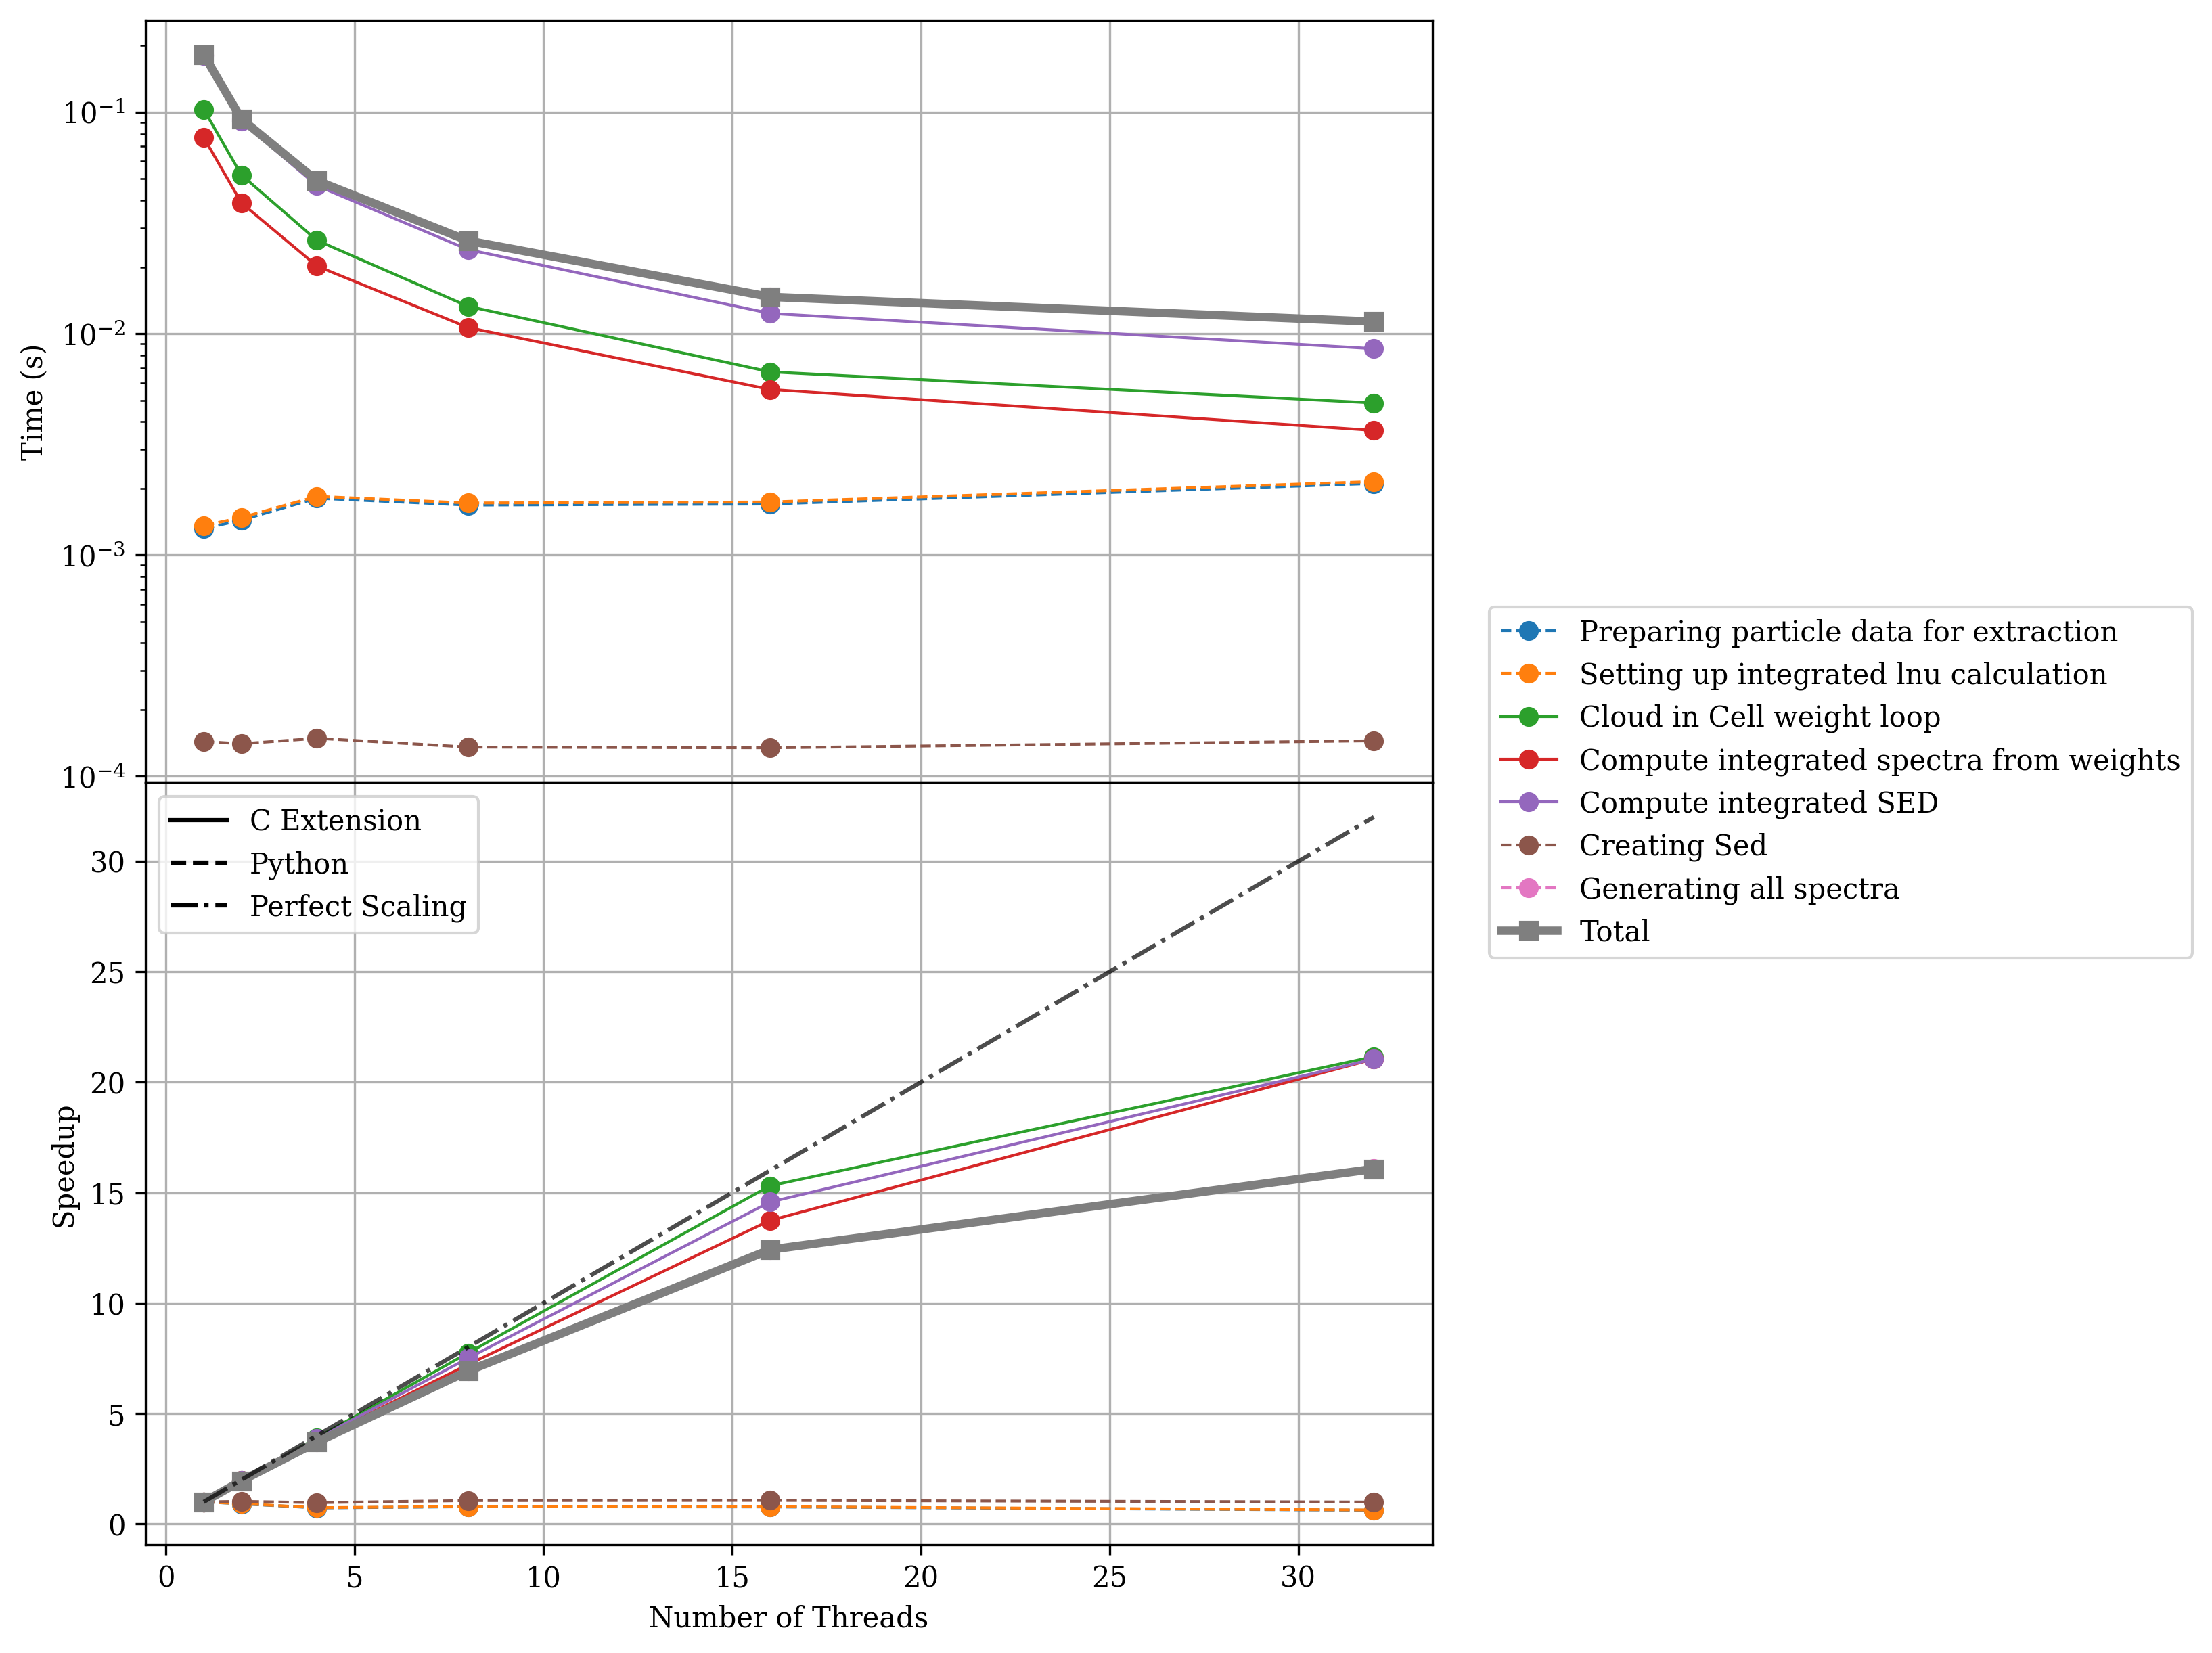 10⁻¹
10⁻²
10⁻³
10⁻⁴
Time (s)
C Extension
Python
Perfect Scaling
30
25
20
15
10
5
0
Speedup
0 5 10 15 20 25 30
Number of Threads
Preparing particle data for extraction
Setting up integrated lnu calculation
Cloud in Cell weight loop
Compute integrated spectra from weights
Compute integrated SED
Creating Sed
Generating all spectra
Total